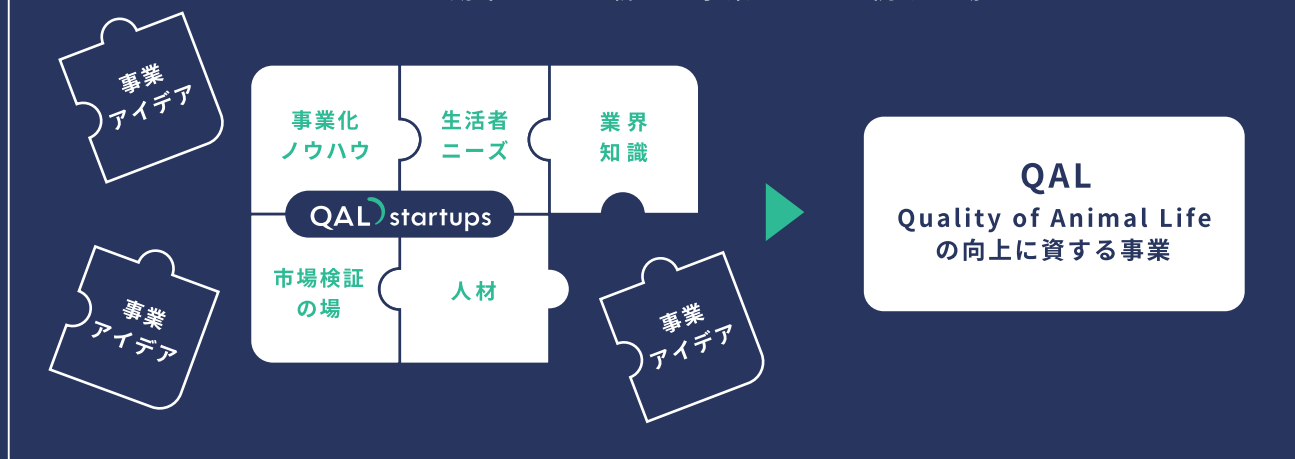 事業
アイデア
事業化
ノウハウ
生活者
ニーズ
業界
知識
QAL startups
市場検証
の場
人材
事業
アイデア
事業
アイデア
QAL
Quality of Animal Life
の向上に資する事業